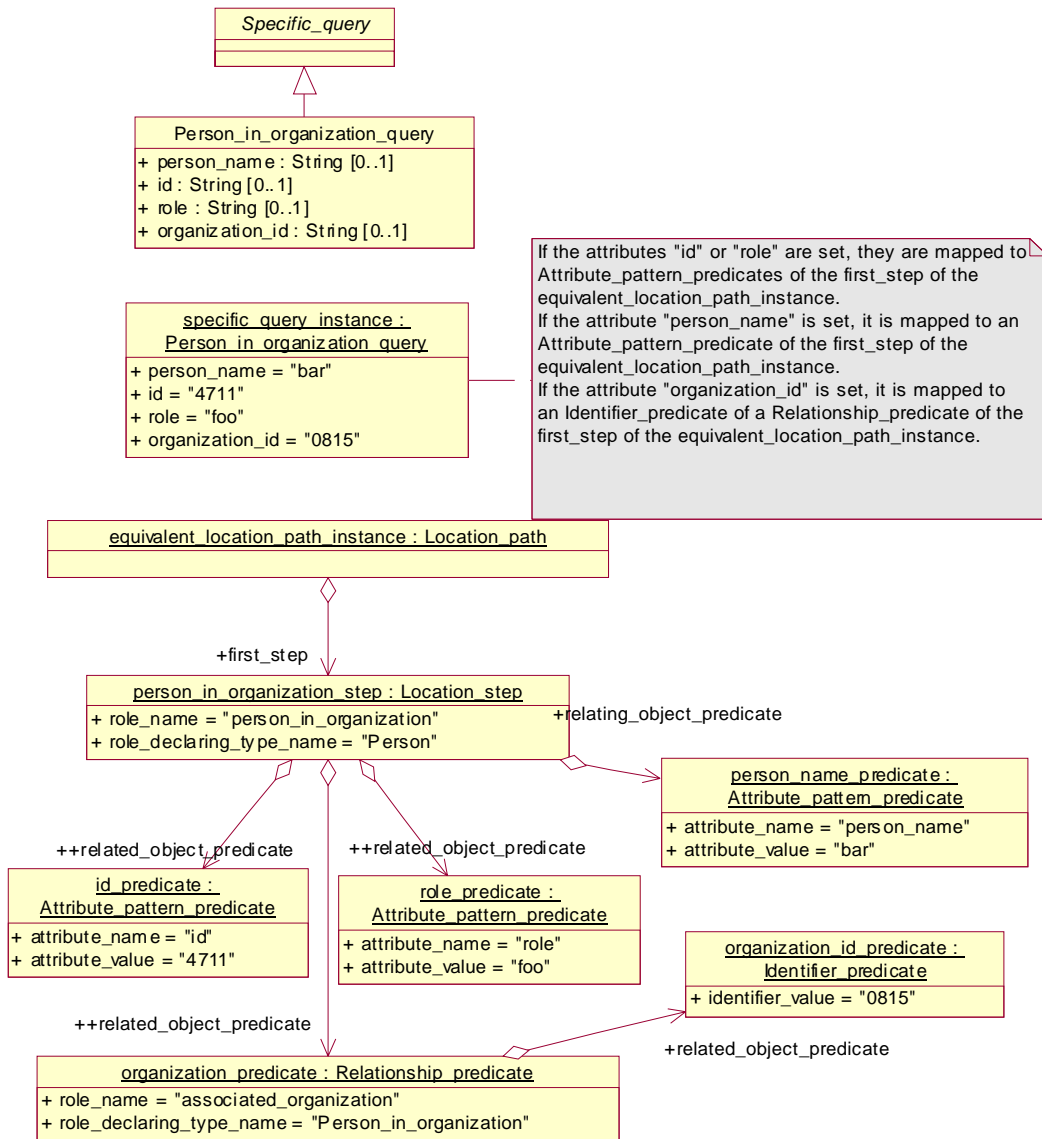 Specific_query
Person_in_organization_query
+ person_name : String [0..1]
+ id : String [0..1]
+ role : String [0..1]
+ organization_id : String [0..1]
If the attributes "id" or "role" are set, they are mapped to
Attribute_pattern_predicates of the first_step of the
equivalent_location_path_instance.
If the attribute "person_name" is set, it is mapped to an
Attribute_pattern_predicate of the first_step of the
equivalent_location_path_instance.
If the attribute "organization_id" is set, it is mapped to
an Identifier_predicate of a Relationship_predicate of the
first_step of the equivalent_location_path_instance.
specific_query_instance :
Person_in_organization_query
+ person_name = "bar"
+ id = "4711"
+ role = "foo"
+ organization_id = "0815"
equivalent_location_path_instance : Location_path
+first_step
person_in_organization_step : Location_step
+ role_name = "person_in_organization"
+ role_declaring_type_name = "Person"
+relating_object_predicate
person_name_predicate :
Attribute_pattern_predicate
+ attribute_name = "person_name"
+ attribute_value = "bar"
++related_object_predicate
++related_object_predicate
id_predicate :
Attribute_pattern_predicate
+ attribute_name = "id"
+ attribute_value = "4711"
role_predicate :
Attribute_pattern_predicate
+ attribute_name = "role"
+ attribute_value = "foo"
organization_id_predicate :
Identifier_predicate
+ identifier_value = "0815"
++related_object_predicate
+related_object_predicate
organization_predicate : Relationship_predicate
+ role_name = "associated_organization"
+ role_declaring_type_name = "Person_in_organization"